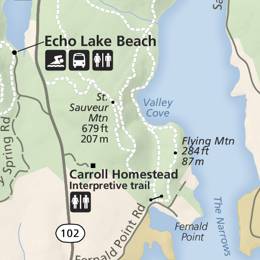 Echo Lake Beach
St.
Sauveur
Mtn
679 ft
207 m
Valley
Cove
Flying Mtn
284 ft
87 m
Spring Rd
Carroll Homestead
Interpretive trail
102
Fernald Point Rd
Fernald
Point
The Narrows